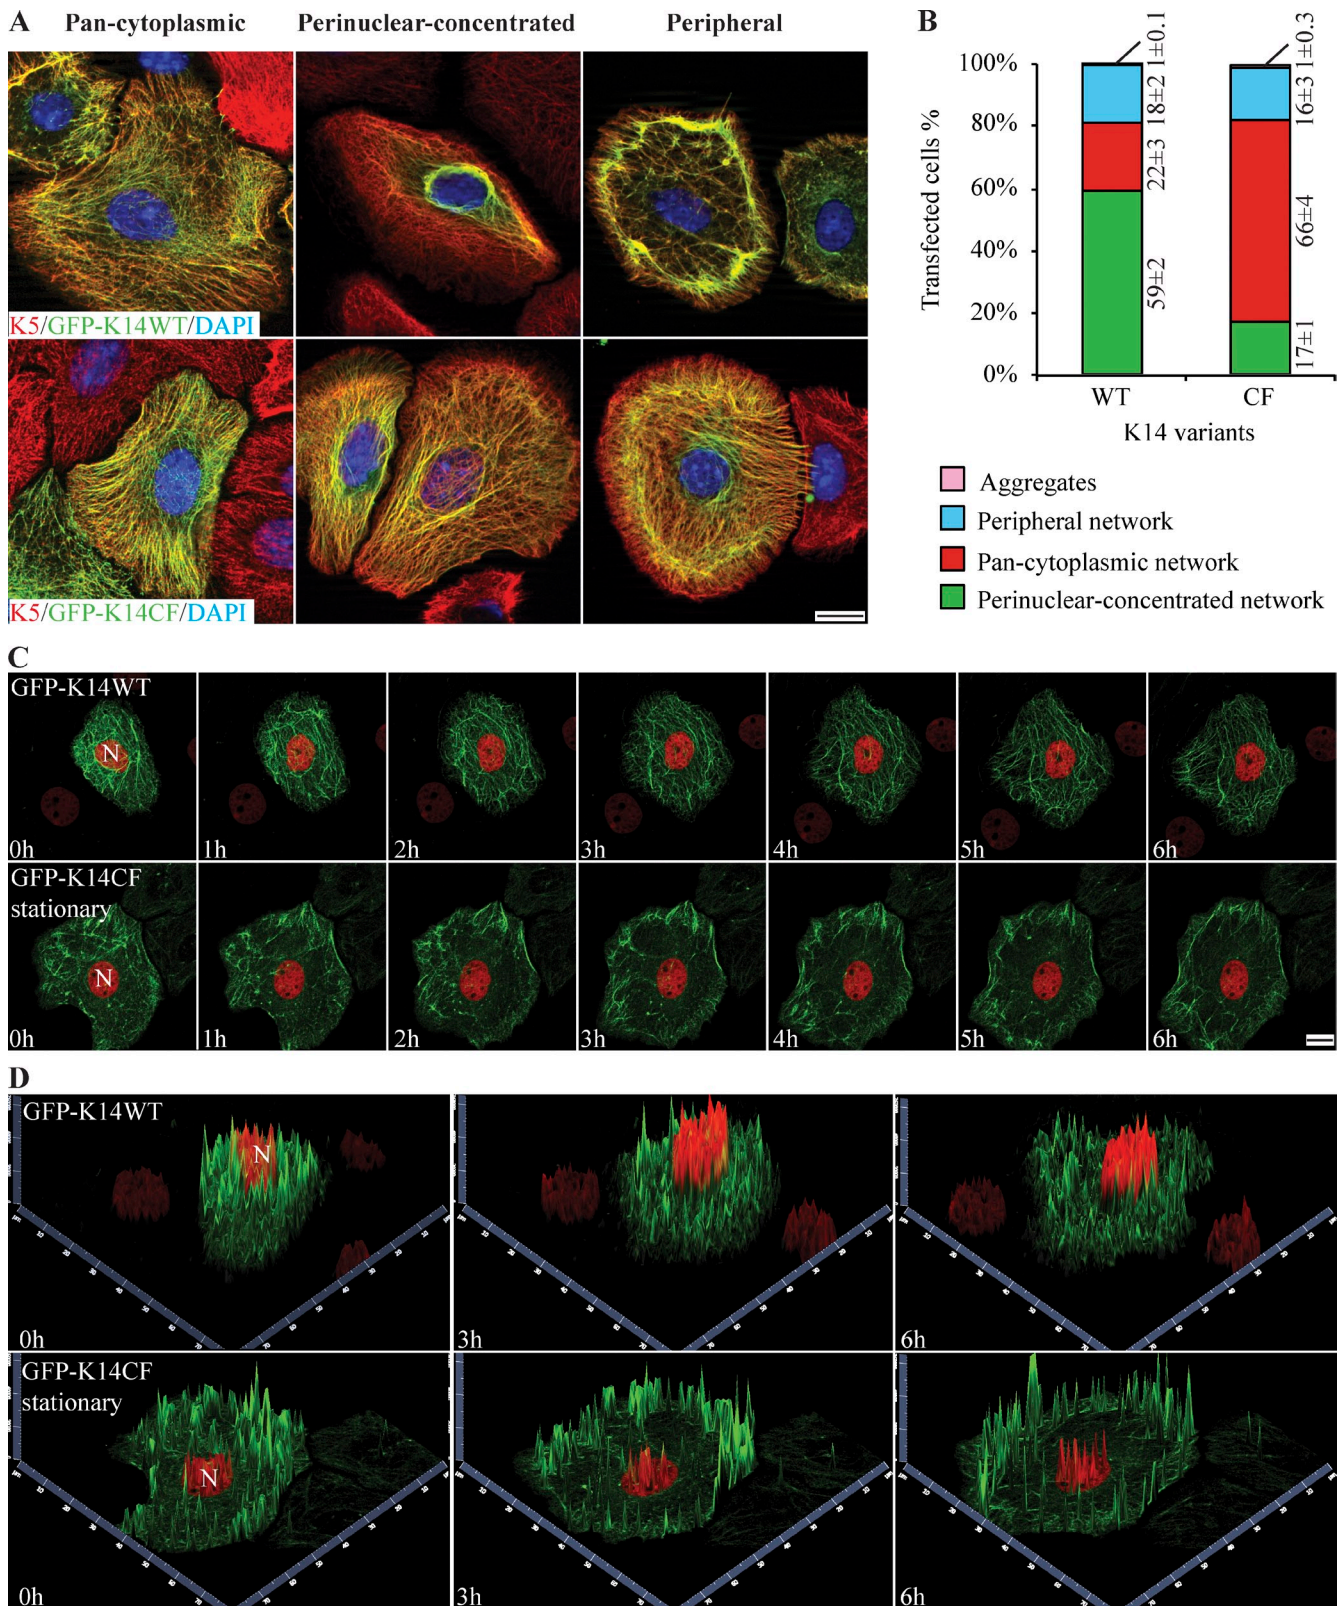 A
Pan-cytoplasmic
Perinuclear-concentrated
Peripheral
K5/GFP-K14WT/DAPI
K5/GFP-K14CF/DAPI
B
Transfected cells %
100%
80%
60%
40%
20%
0%
1±0.1
18±2
22±3
59±2
1±0.3
16±3
66±4
17±1
WT
CF
K14 variants
Aggregates
Peripheral network
Pan-cytoplasmic network
Perinuclear-concentrated network
C
GFP-K14WT
N
0h
1h
2h
3h
4h
5h
6h
GFP-K14CF
stationary
N
0h
1h
2h
3h
4h
5h
6h
D
GFP-K14WT
N
0h
3h
6h
GFP-K14CF
stationary
N
0h
3h
6h